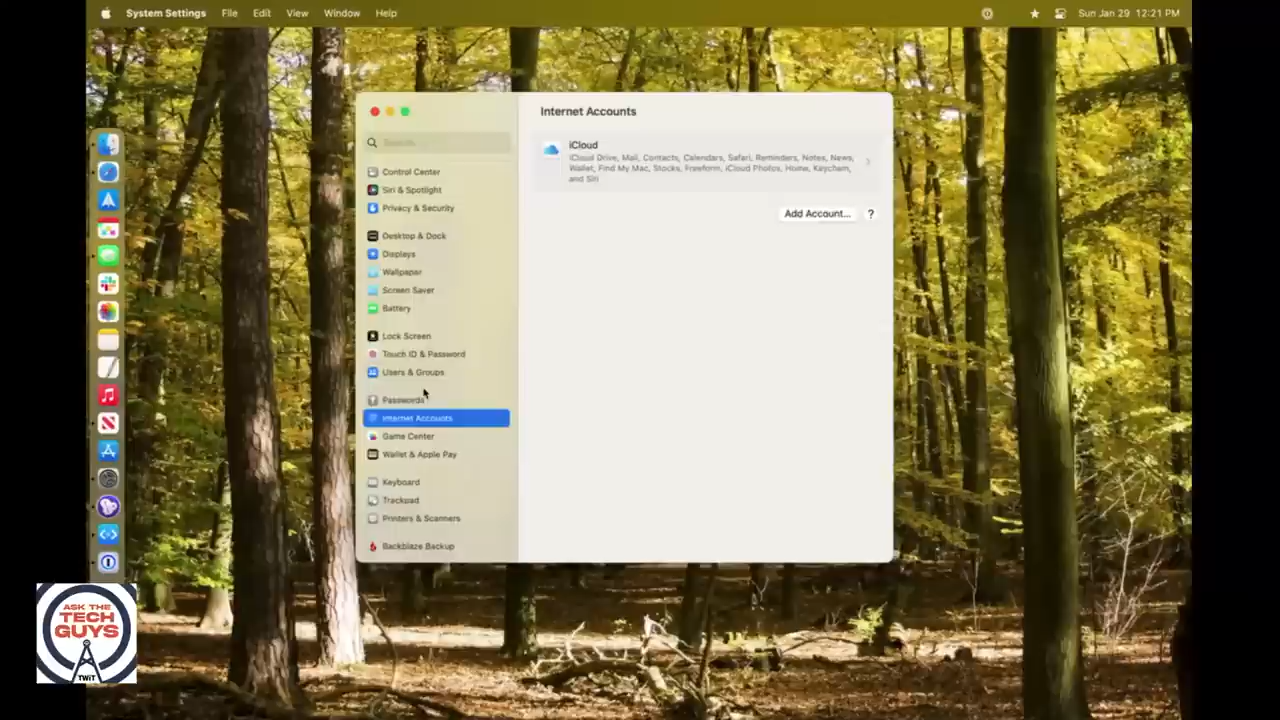 System Settings File Edit View Window Help
Sun Jan 29 12:21 PM
Search
Control Center
Siri & Spotlight
Privacy & Security
Desktop & Dock
Displays
Wallpaper
Screen Saver
Battery
Lock Screen
Touch ID & Password
Users & Groups
Passwords
Internet Accounts
Game Center
Wallet & Apple Pay
Keyboard
Trackpad
Printers & Scanners
Backblaze Backup
Internet Accounts
iCloud
iCloud Drive, Mail, Contacts, Calendars, Safari, Reminders, Notes, News,
Wallet, Find My Mac, Stocks, Freeform, iCloud Photos, Home, Keychain,
and Siri
Add Account... ?
ASK THE
TECH
GUYS
TWiT